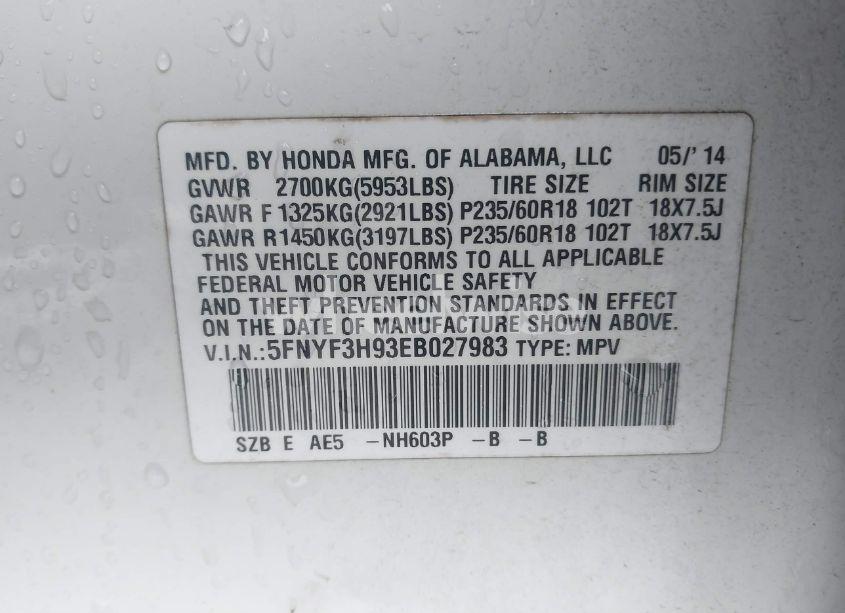 MFD. BY HONDA MFG. OF ALABAMA, LLC 05/'14
GVWR 2700KG(5953LBS) TIRE SIZE RIM SIZE
GAWR F 1325KG(2921LBS) P235/60R18 102T 18X7.5J
GAWR R1450KG(3197LBS) P235/60R18 102T 18X7.5J
THIS VEHICLE CONFORMS TO ALL APPLICABLE
FEDERAL MOTOR VEHICLE SAFETY
AND THEFT PREVENTION STANDARDS IN EFFECT
ON THE DATE OF MANUFACTURE SHOWN ABOVE.
V.I.N.:5FNYF3H93EB027983 TYPE: MPV
SZB E AE5 -NH603P -B -B